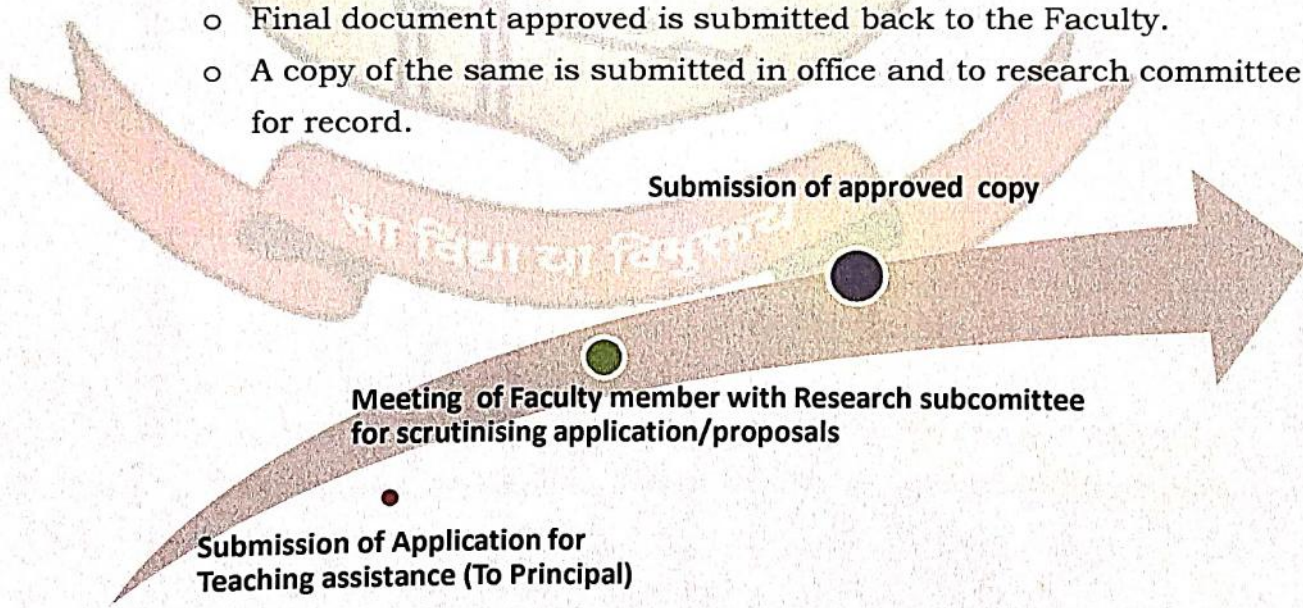 o Final document approved is submitted back to the Faculty.
o A copy of the same is submitted in office and to research committee
for record.
Submission of approved copy
सा विद्या या विमुक्तये
Meeting of Faculty member with Research subcomittee
for scrutinising application/proposals
Submission of Application for
Teaching assistance (To Principal)